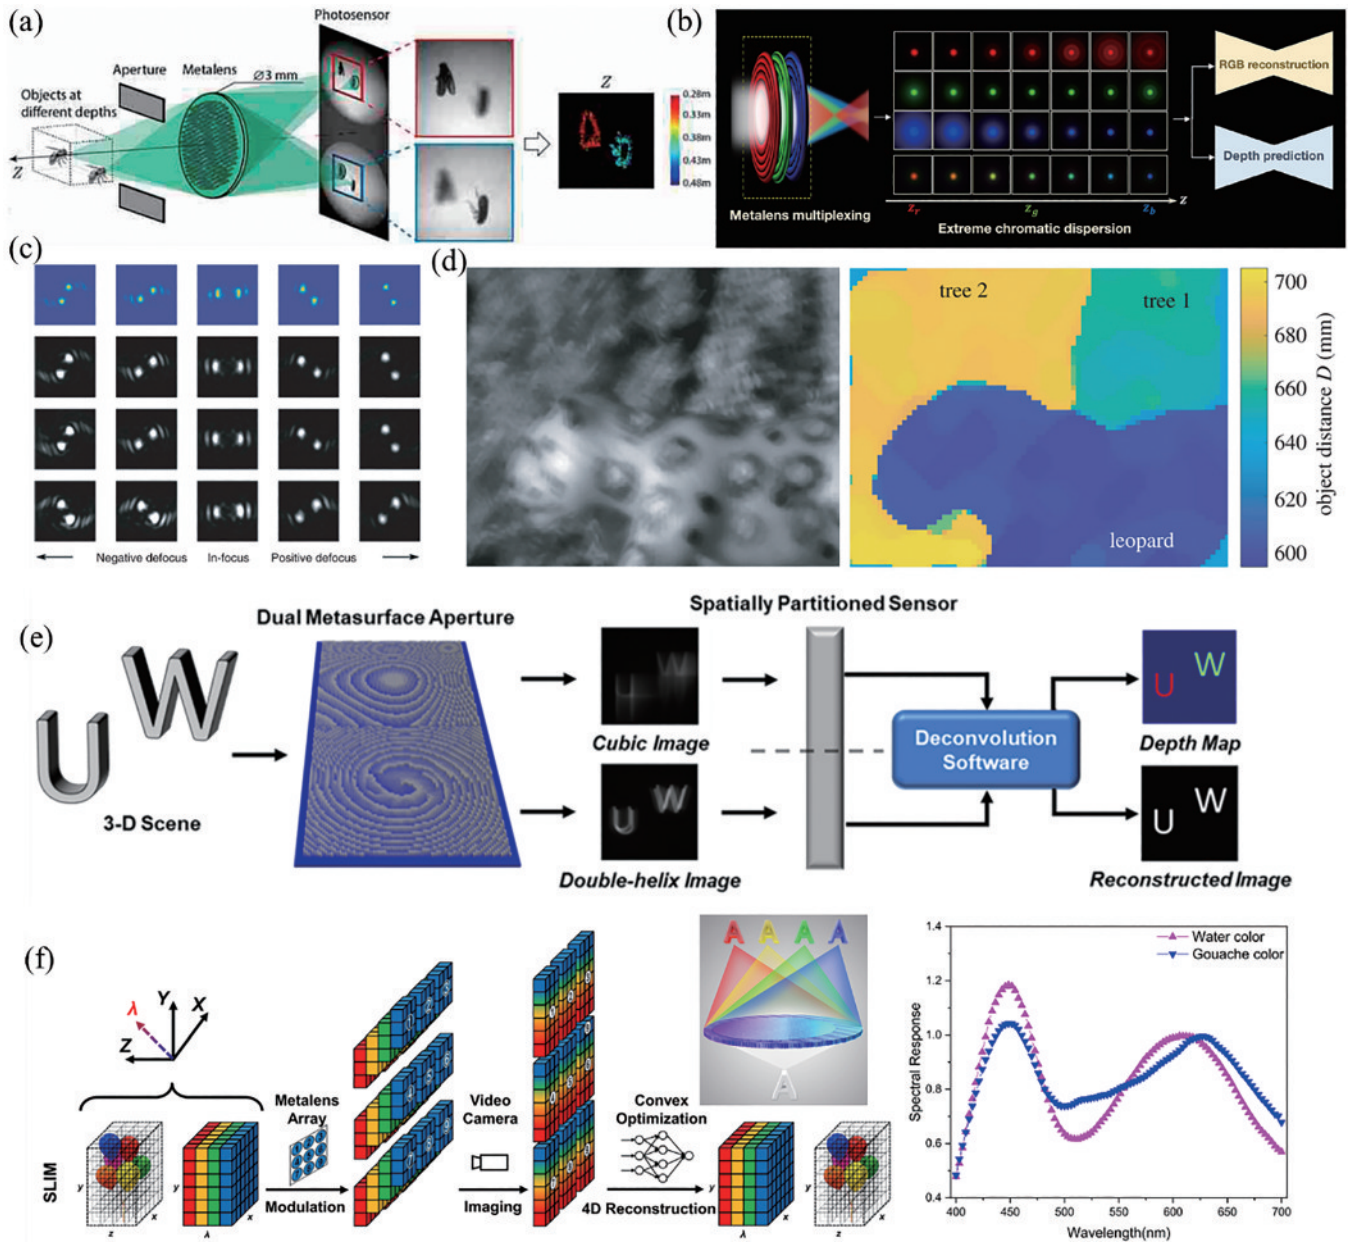 (a)
Photosensor
Aperture
Metalens
Ø3 mm
Objects at
different depths
Z
Z
0.28m
0.33m
0.38m
0.43m
0.48m
(b)
RGB reconstruction
Depth prediction
Metalens multiplexing
z_r
z_g
z_b
z
Extreme chromatic dispersion
(c)
Negative defocus
In-focus
Positive defocus
(d)
tree 2
tree 1
leopard
700
680
660
640
620
600
object distance D (mm)
(e)
Dual Metasurface Aperture
Spatially Partitioned Sensor
3-D Scene
Cubic Image
Double-helix Image
Deconvolution
Software
U W
Depth Map
U W
Reconstructed Image
(f)
λ
Y
X
Z
SLIM
y
z
x
y
λ
x
Metalens
Array
Modulation
Video
Camera
Imaging
Convex
Optimization
4D Reconstruction
A A A A
A
y
λ
x
y
z
x
Water color
Gouache color
Spectral Response
1.4
1.2
1.0
0.8
0.6
0.4
400 450 500 550 600 650 700
Wavelength(nm)